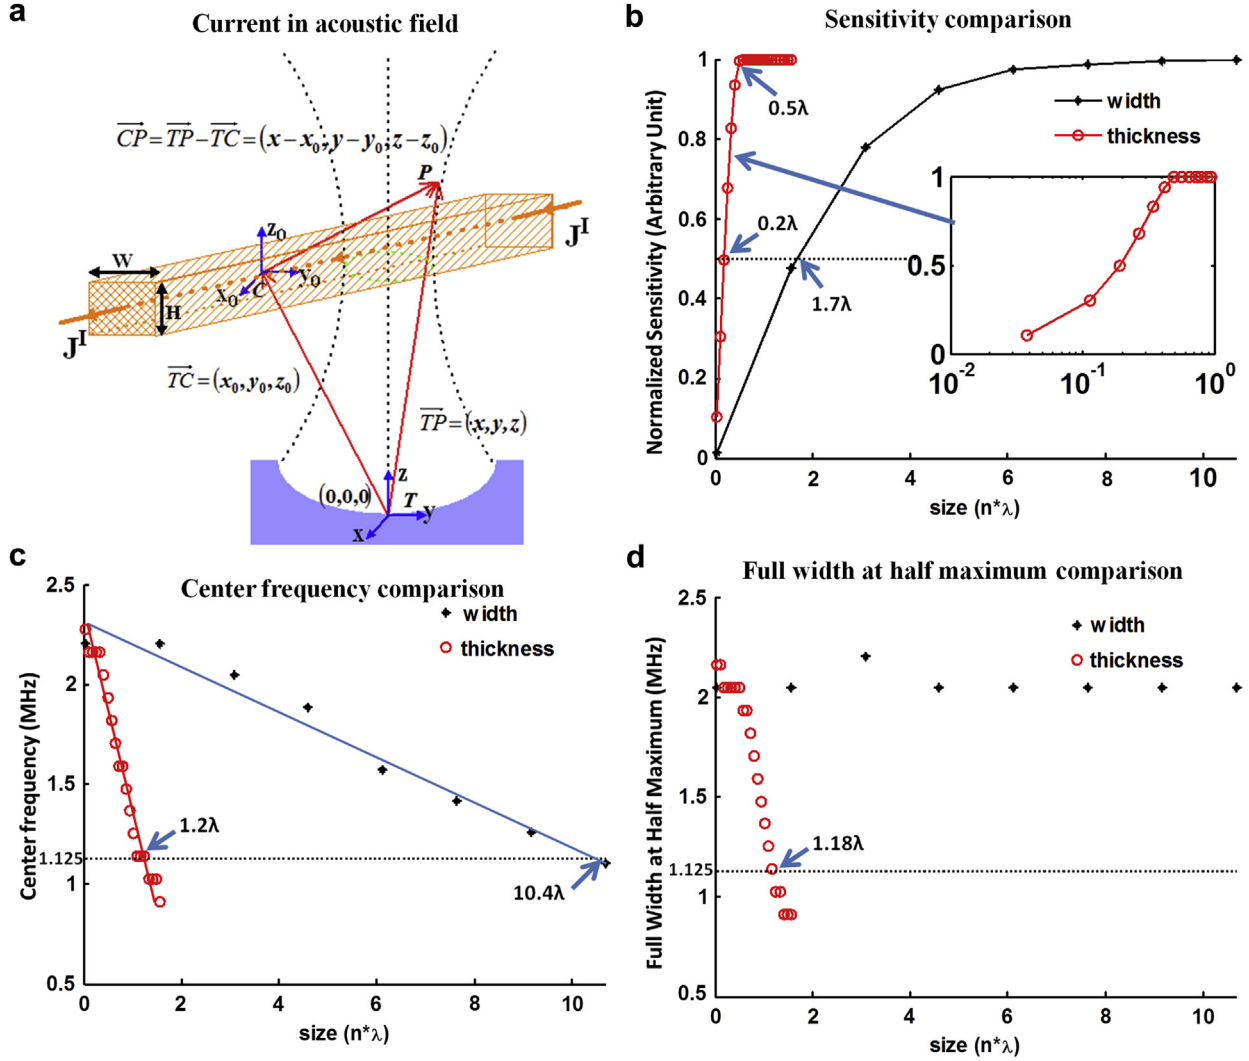 a
Current in acoustic field
CP=TP−TC=(x−x0,y−y0,z−z0)
P
z0
JI
W
y0
x0
C
H
JI
TC=(x0,y0,z0)
TP=(x,y,z)
z
(0,0,0)
T
y
x
b
Sensitivity comparison
Normalized Sensitivity (Arbitrary Unit)
1
0.8
0.6
0.4
0.2
0
0.5λ
0.2λ
1.7λ
width
thickness
1
0.5
0
10-2
10-1
100
0 2 4 6 8 10
size (n*λ)
c
Center frequency comparison
width
thickness
Center frequency (MHz)
2.5
2
1.5
1.125
1
0.5
1.2λ
10.4λ
0 2 4 6 8 10
size (n*λ)
d
Full width at half maximum comparison
width
thickness
Full Width at Half Maximum (MHz)
2.5
2
1.5
1.125
1
0.5
1.18λ
0 2 4 6 8 10
size (n*λ)